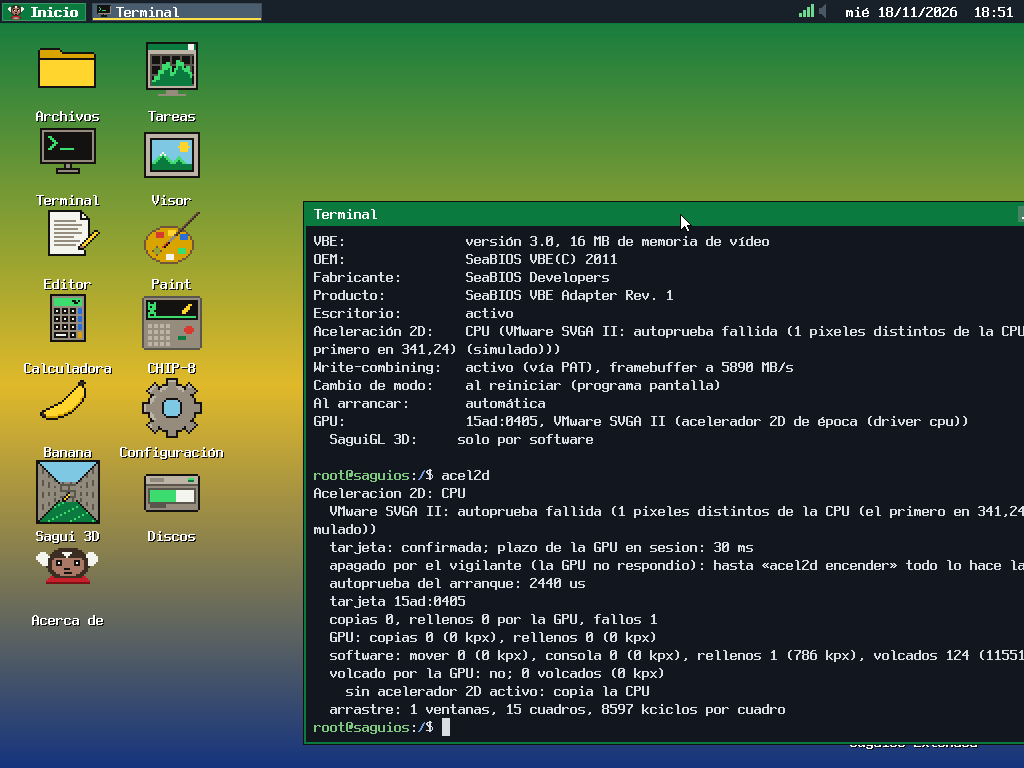 Inicio
Terminal
mié 18/11/2026 18:51
Archivos
Tareas
Terminal
Visor
Editor
Paint
Calculadora
CHIP-8
Banana
Configuración
Sagui 3D
Discos
Acerca de
Terminal
VBE: versión 3.0, 16 MB de memoria de vídeo
OEM: SeaBIOS VBE(C) 2011
Fabricante: SeaBIOS Developers
Producto: SeaBIOS VBE Adapter Rev. 1
Escritorio: activo
Aceleración 2D: CPU (VMware SVGA II: autoprueba fallida (1 pixeles distintos de la CPU
primero en 341,24) (simulado)))
Write-combining: activo (vía PAT), framebuffer a 5890 MB/s
Cambio de modo: al reiniciar (programa pantalla)
Al arrancar: automática
GPU: 15ad:0405, VMware SVGA II (acelerador 2D de época (driver cpu))
SaguiGL 3D: solo por software
root@saguios:/$ acel2d
Aceleracion 2D: CPU
VMware SVGA II: autoprueba fallida (1 pixeles distintos de la CPU (el primero en 341,24
mulado))
tarjeta: confirmada; plazo de la GPU en sesion: 30 ms
apagado por el vigilante (la GPU no respondio): hasta «acel2d encender» todo lo hace la
autoprueba del arranque: 2440 us
tarjeta 15ad:0405
copias 0, rellenos 0 por la GPU, fallos 1
GPU: copias 0 (0 kpx), rellenos 0 (0 kpx)
software: mover 0 (0 kpx), consola 0 (0 kpx), rellenos 1 (786 kpx), volcados 124 (11551
volcado por la GPU: no; 0 volcados (0 kpx)
sin acelerador 2D activo: copia la CPU
arrastre: 1 ventanas, 15 cuadros, 8597 kciclos por cuadro
root@saguios:/$